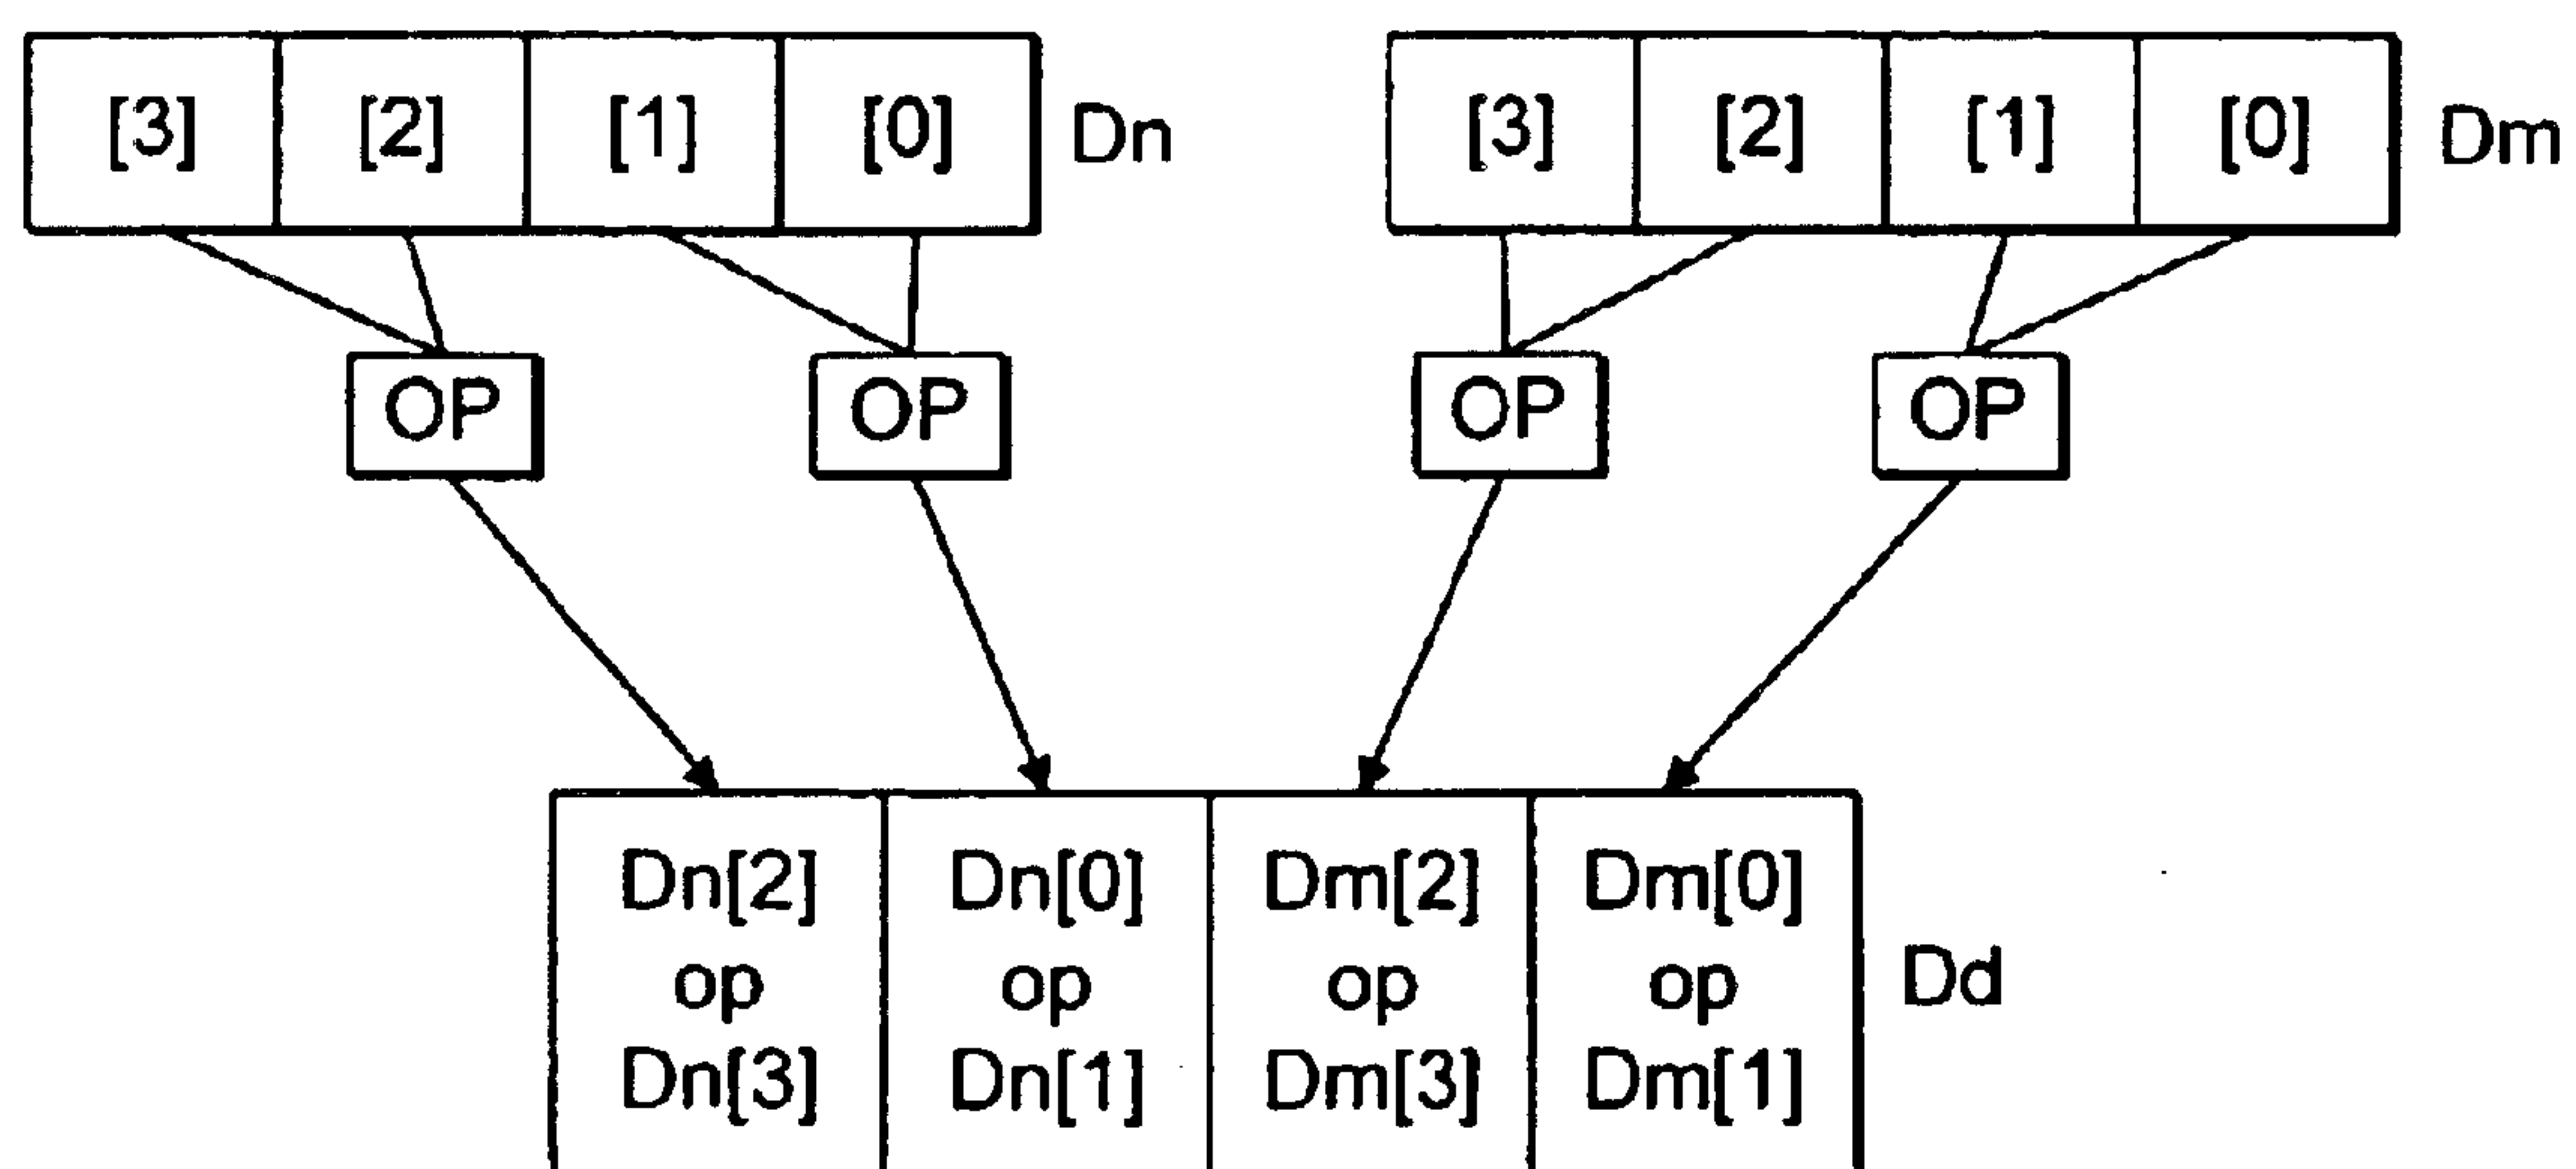 [3] [2] [1] [0] Dn [3] [2] [1] [0] Dm
OP OP OP OP
Dn[2] Dn[0] Dm[2] Dm[0]
op op op op Dd
Dn[3] Dn[1] Dm[3] Dm[1]